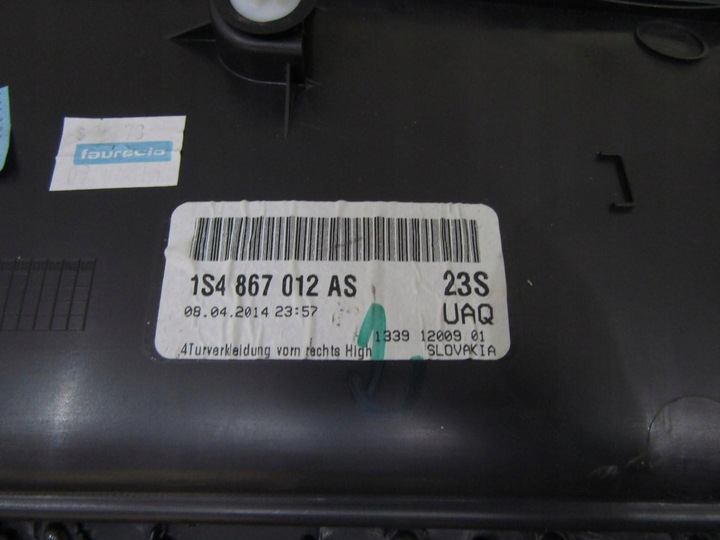 faurecia
1S4 867 012 AS 23S
08.04.2014 23:57 UAQ
1339 12009 01
4Turverkleidung vorn rechts High SLOVAKIA